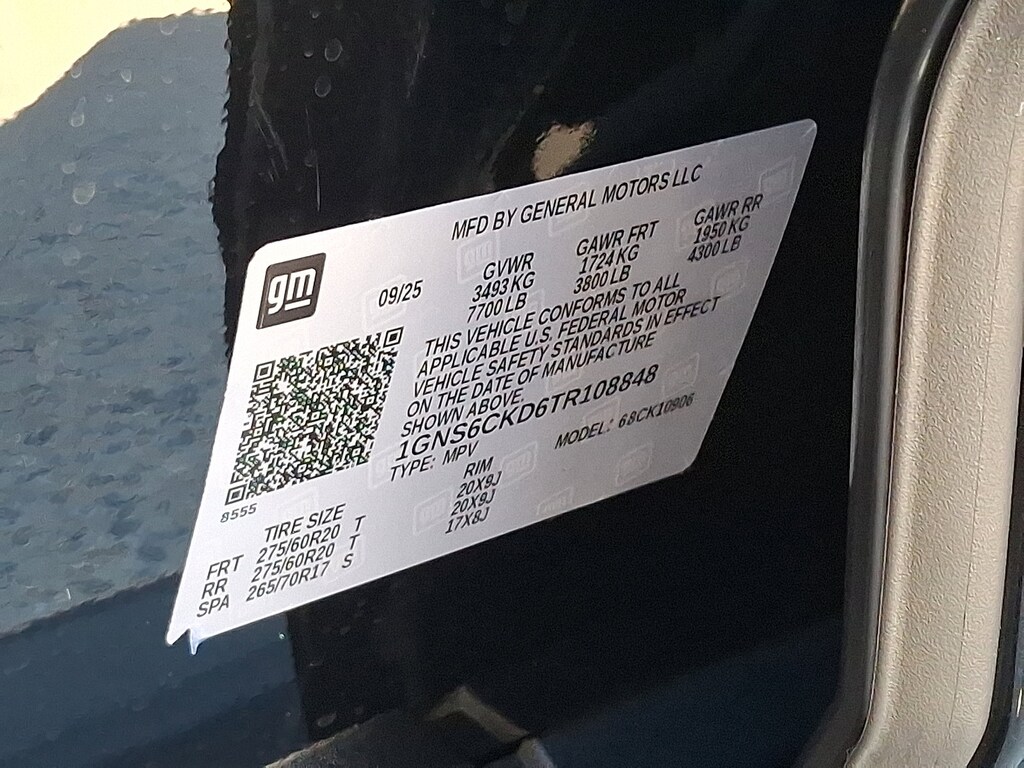 MFD BY GENERAL MOTORS LLC
gm
09/25
GVWR GAWR FRT GAWR RR
3493 KG 1724 KG 1950 KG
7700 LB 3800 LB 4300 LB
THIS VEHICLE CONFORMS TO ALL
APPLICABLE U.S. FEDERAL MOTOR
VEHICLE SAFETY STANDARDS IN EFFECT
ON THE DATE OF MANUFACTURE
SHOWN ABOVE.
1GNS6CKD6TR108848
TYPE: MPV MODEL: 68CK10906
8555
TIRE SIZE RIM
FRT 275/60R20 T 20X9J
RR 275/60R20 T 20X9J
SPA 265/70R17 S 17X8J